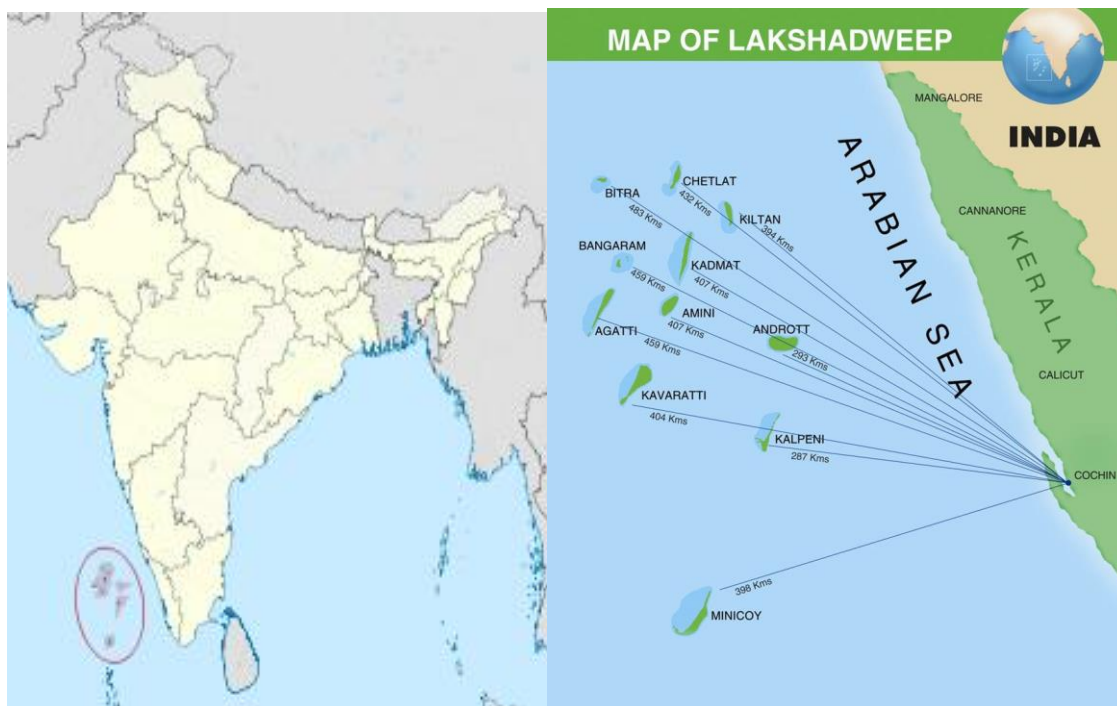 MAP OF LAKSHADWEEP
INDIA
MANGALORE
ARABIAN SEA
CHETLAT
432 Kms
BITRA
483 Kms
KILTAN
394 Kms
CANNANORE
KERALA
BANGARAM
459 Kms
KADMAT
407 Kms
AMINI
407 Kms
AGATTI
459 Kms
ANDROTT
293 Kms
CALICUT
KAVARATTI
404 Kms
KALPENI
287 Kms
COCHIN
398 Kms
MINICOY